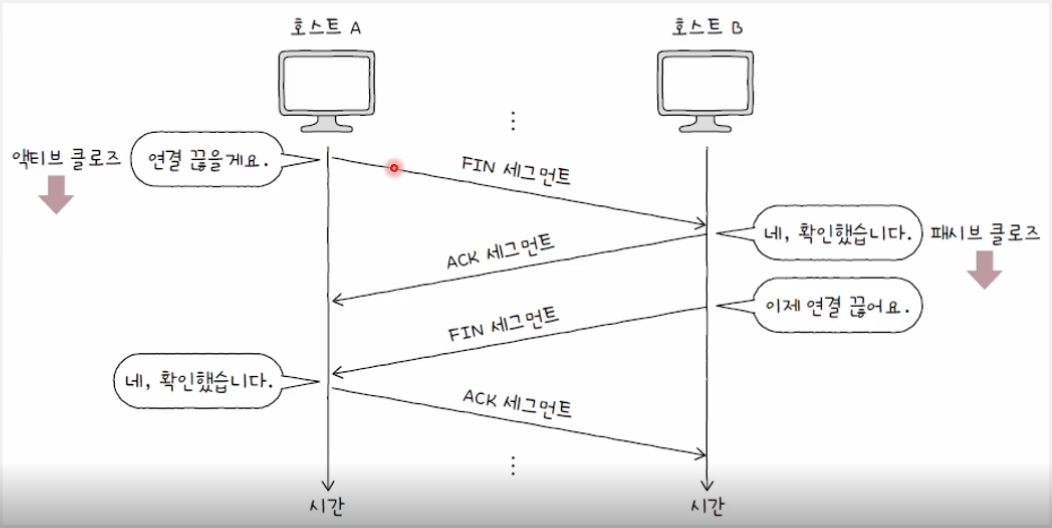 호스트 A
호스트 B
액티브 클로즈
연결 끊을게요.
FIN 세그먼트
네, 확인했습니다.
패시브 클로즈
ACK 세그먼트
이제 연결 끊어요.
FIN 세그먼트
네, 확인했습니다.
ACK 세그먼트
시간
시간